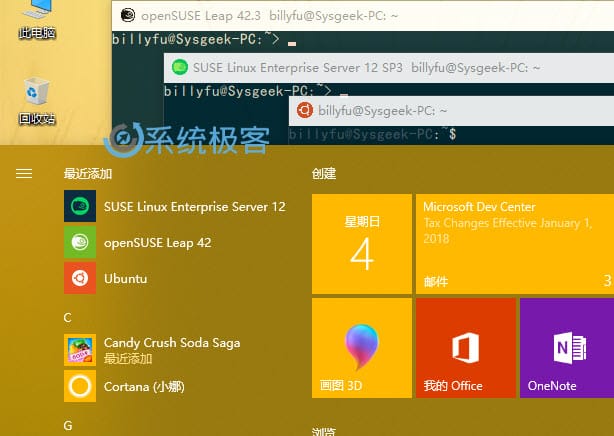 此电脑
openSUSE Leap 42.3 billyfu@Sysgeek-PC: ~
billyfu@Sysgeek-PC:~>
SUSE Linux Enterprise Server 12 SP3 billyfu@Sysgeek-PC: ~
billyfu@Sysgeek-PC:~>
billyfu@Sysgeek-PC: ~
billyfu@Sysgeek-PC:~$
回收站
系统极客
最近添加
SUSE Linux Enterprise Server 12
openSUSE Leap 42
Ubuntu
C
Candy Crush Soda Saga
最近添加
Cortana (小娜)
G
创建
星期日
4
Microsoft Dev Center
Tax Changes Effective January 1,
2018
邮件
3
画图 3D
我的 Office
OneNote
浏览